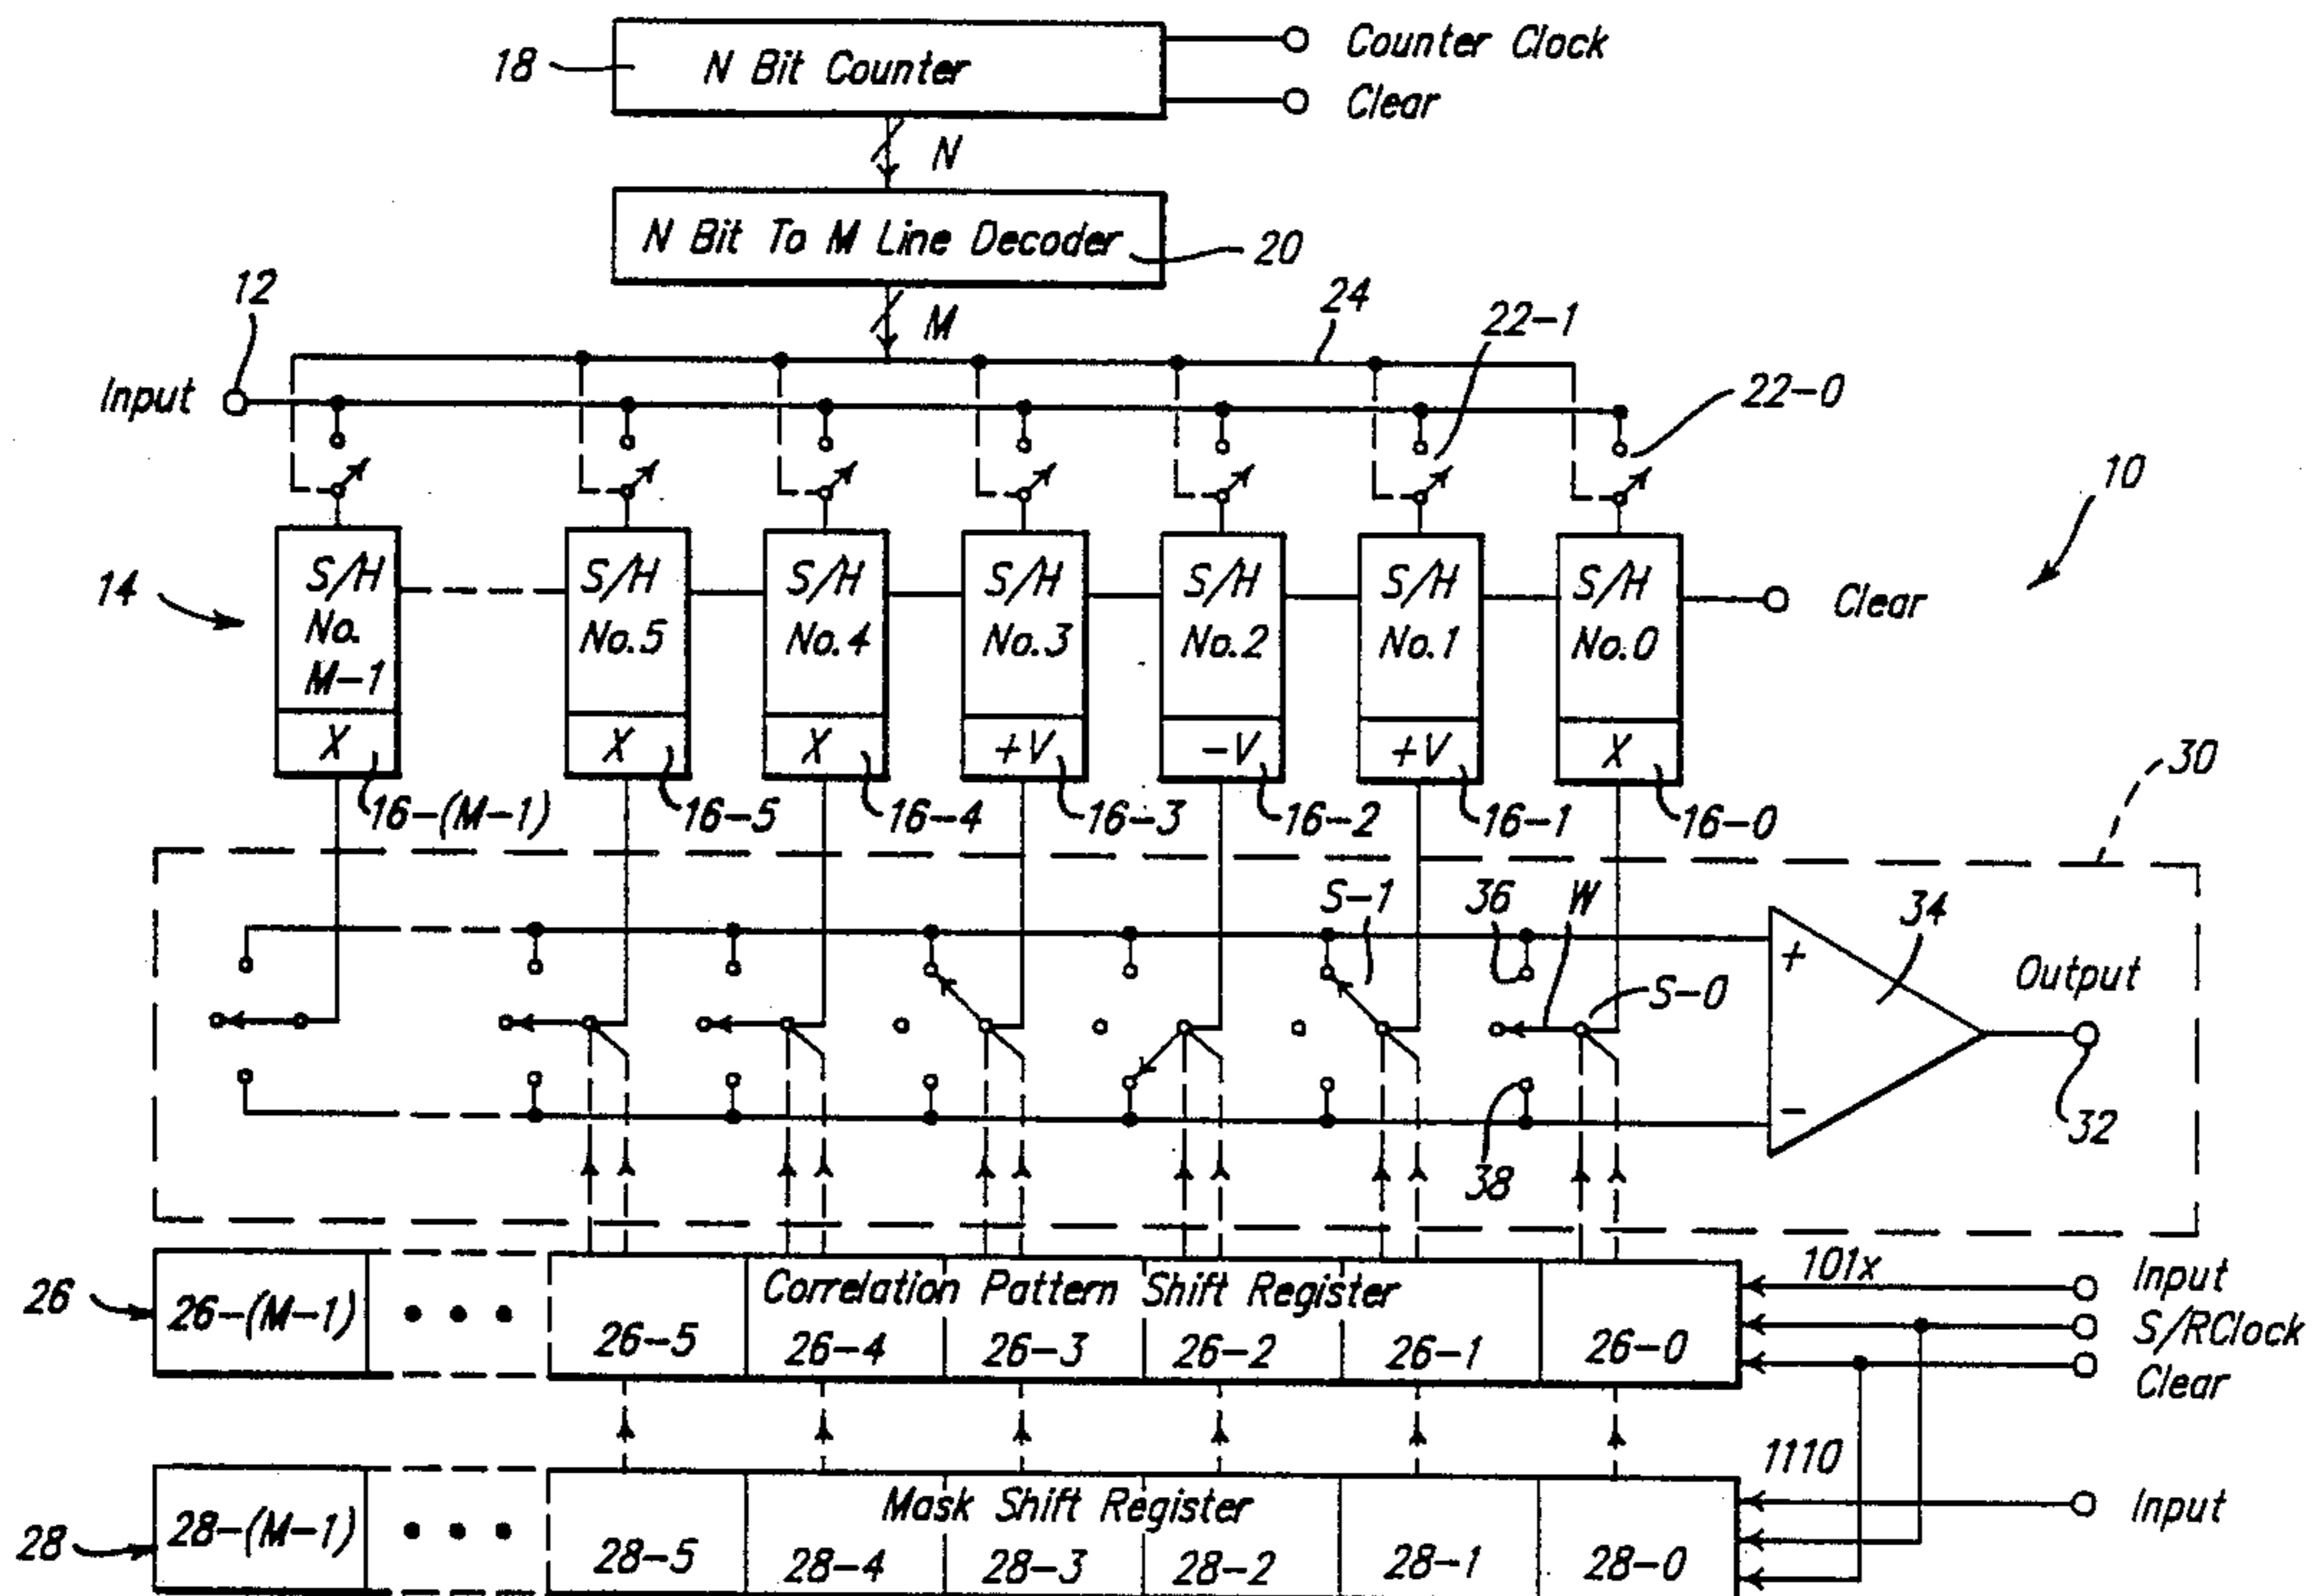 18
N Bit Counter
Counter Clock
Clear
N
N Bit To M Line Decoder
20
12
M
24
22-1
22-0
Input
10
14
S/H No. M-1
S/H No.5
S/H No.4
S/H No.3
S/H No.2
S/H No.1
S/H No.0
Clear
X
X
X
+V
-V
+V
X
30
16-(M-1)
16-5
16-4
16-3
16-2
16-1
16-0
S-1
36
W
34
+
S-0
Output
-
38
32
26
26-(M-1)
Correlation Pattern Shift Register
26-5
26-4
26-3
26-2
26-1
26-0
101x
Input
S/RClock
Clear
1110
28
28-(M-1)
Mask Shift Register
28-5
28-4
28-3
28-2
28-1
28-0
Input